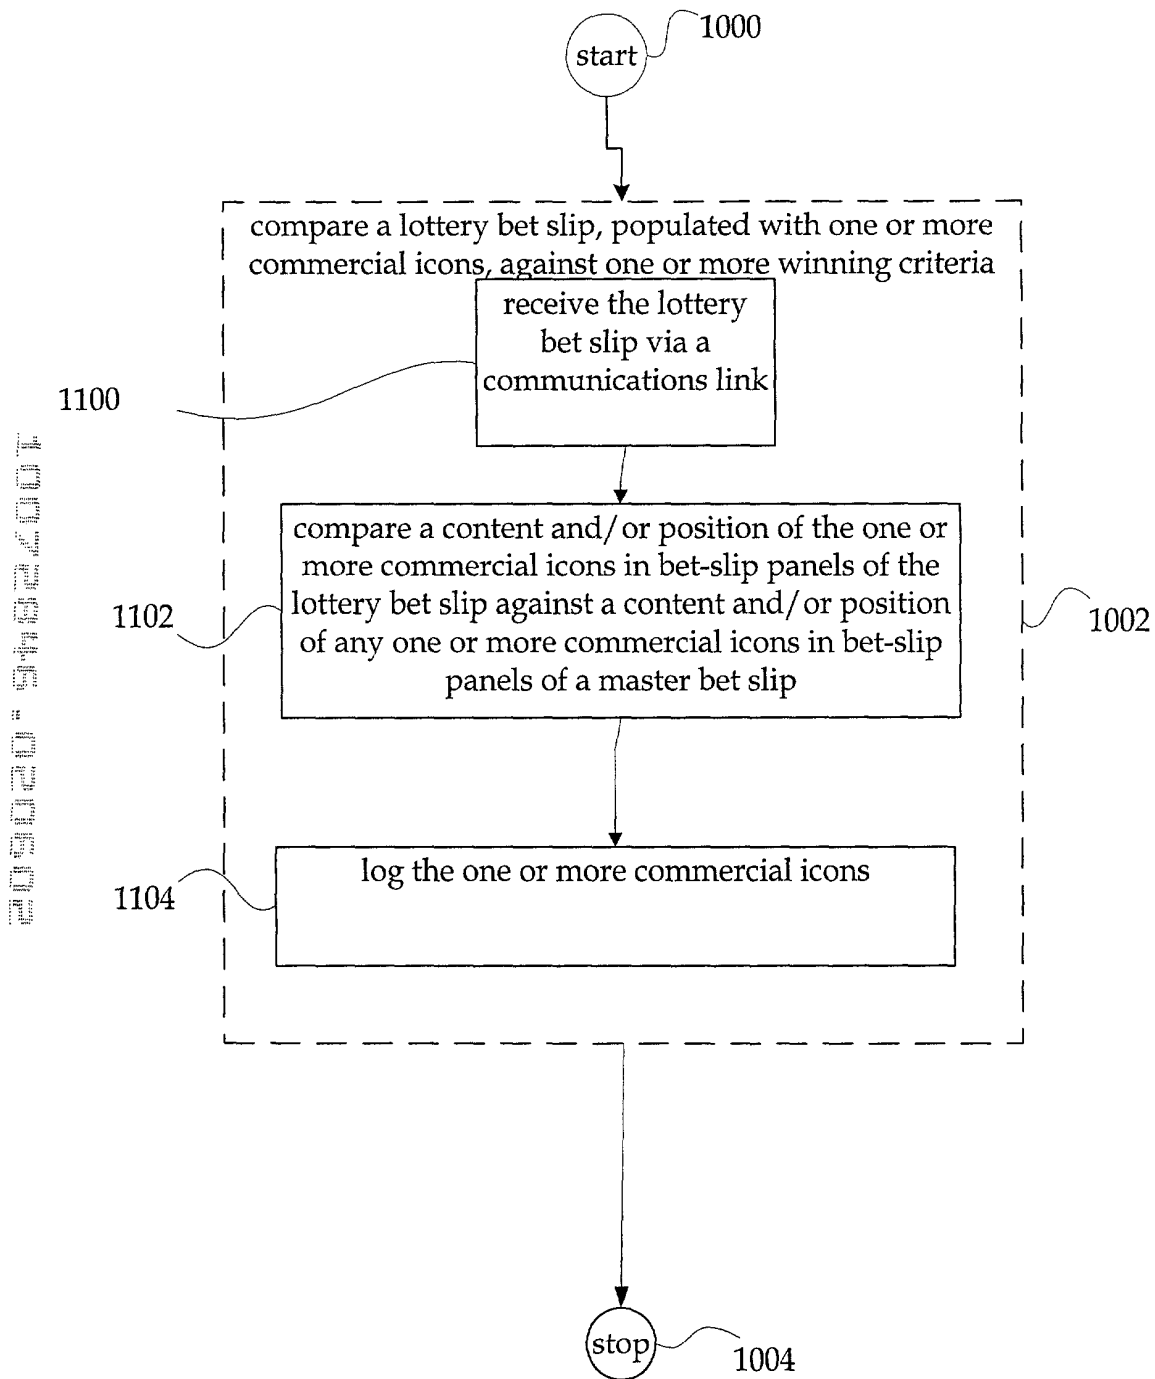 start
1000
compare a lottery bet slip, populated with one or more
commercial icons, against one or more winning criteria
receive the lottery
bet slip via a
communications link
1100
compare a content and/or position of the one or
more commercial icons in bet-slip panels of the
lottery bet slip against a content and/or position
of any one or more commercial icons in bet-slip
panels of a master bet slip
1102
1002
log the one or more commercial icons
1104
stop
1004